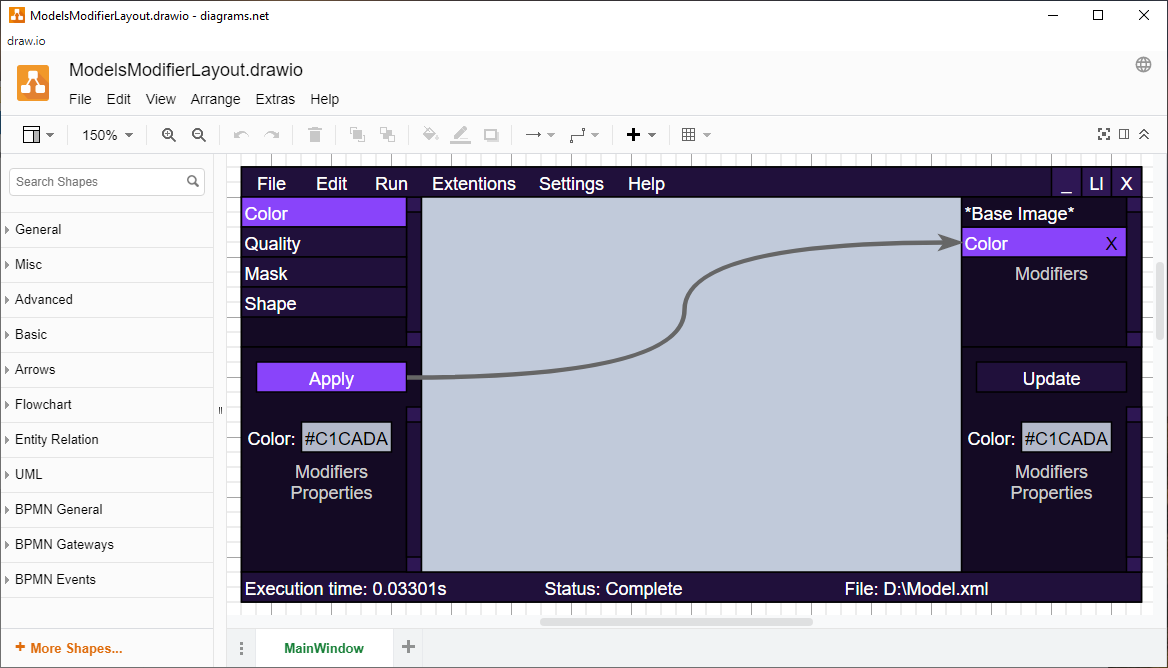 ModelsModifierLayout.drawio - diagrams.net
draw.io
ModelsModifierLayout.drawio
File Edit View Arrange Extras Help
150%
Search Shapes
General
Misc
Advanced
Basic
Arrows
Flowchart
Entity Relation
UML
BPMN General
BPMN Gateways
BPMN Events
+ More Shapes...
File Edit Run Extentions Settings Help _ LI X
Color
Quality
Mask
Shape
Apply
Color: #C1CADA
Modifiers
Properties
*Base Image*
Color X
Modifiers
Update
Color: #C1CADA
Modifiers
Properties
Execution time: 0.03301s Status: Complete File: D:\Model.xml
MainWindow